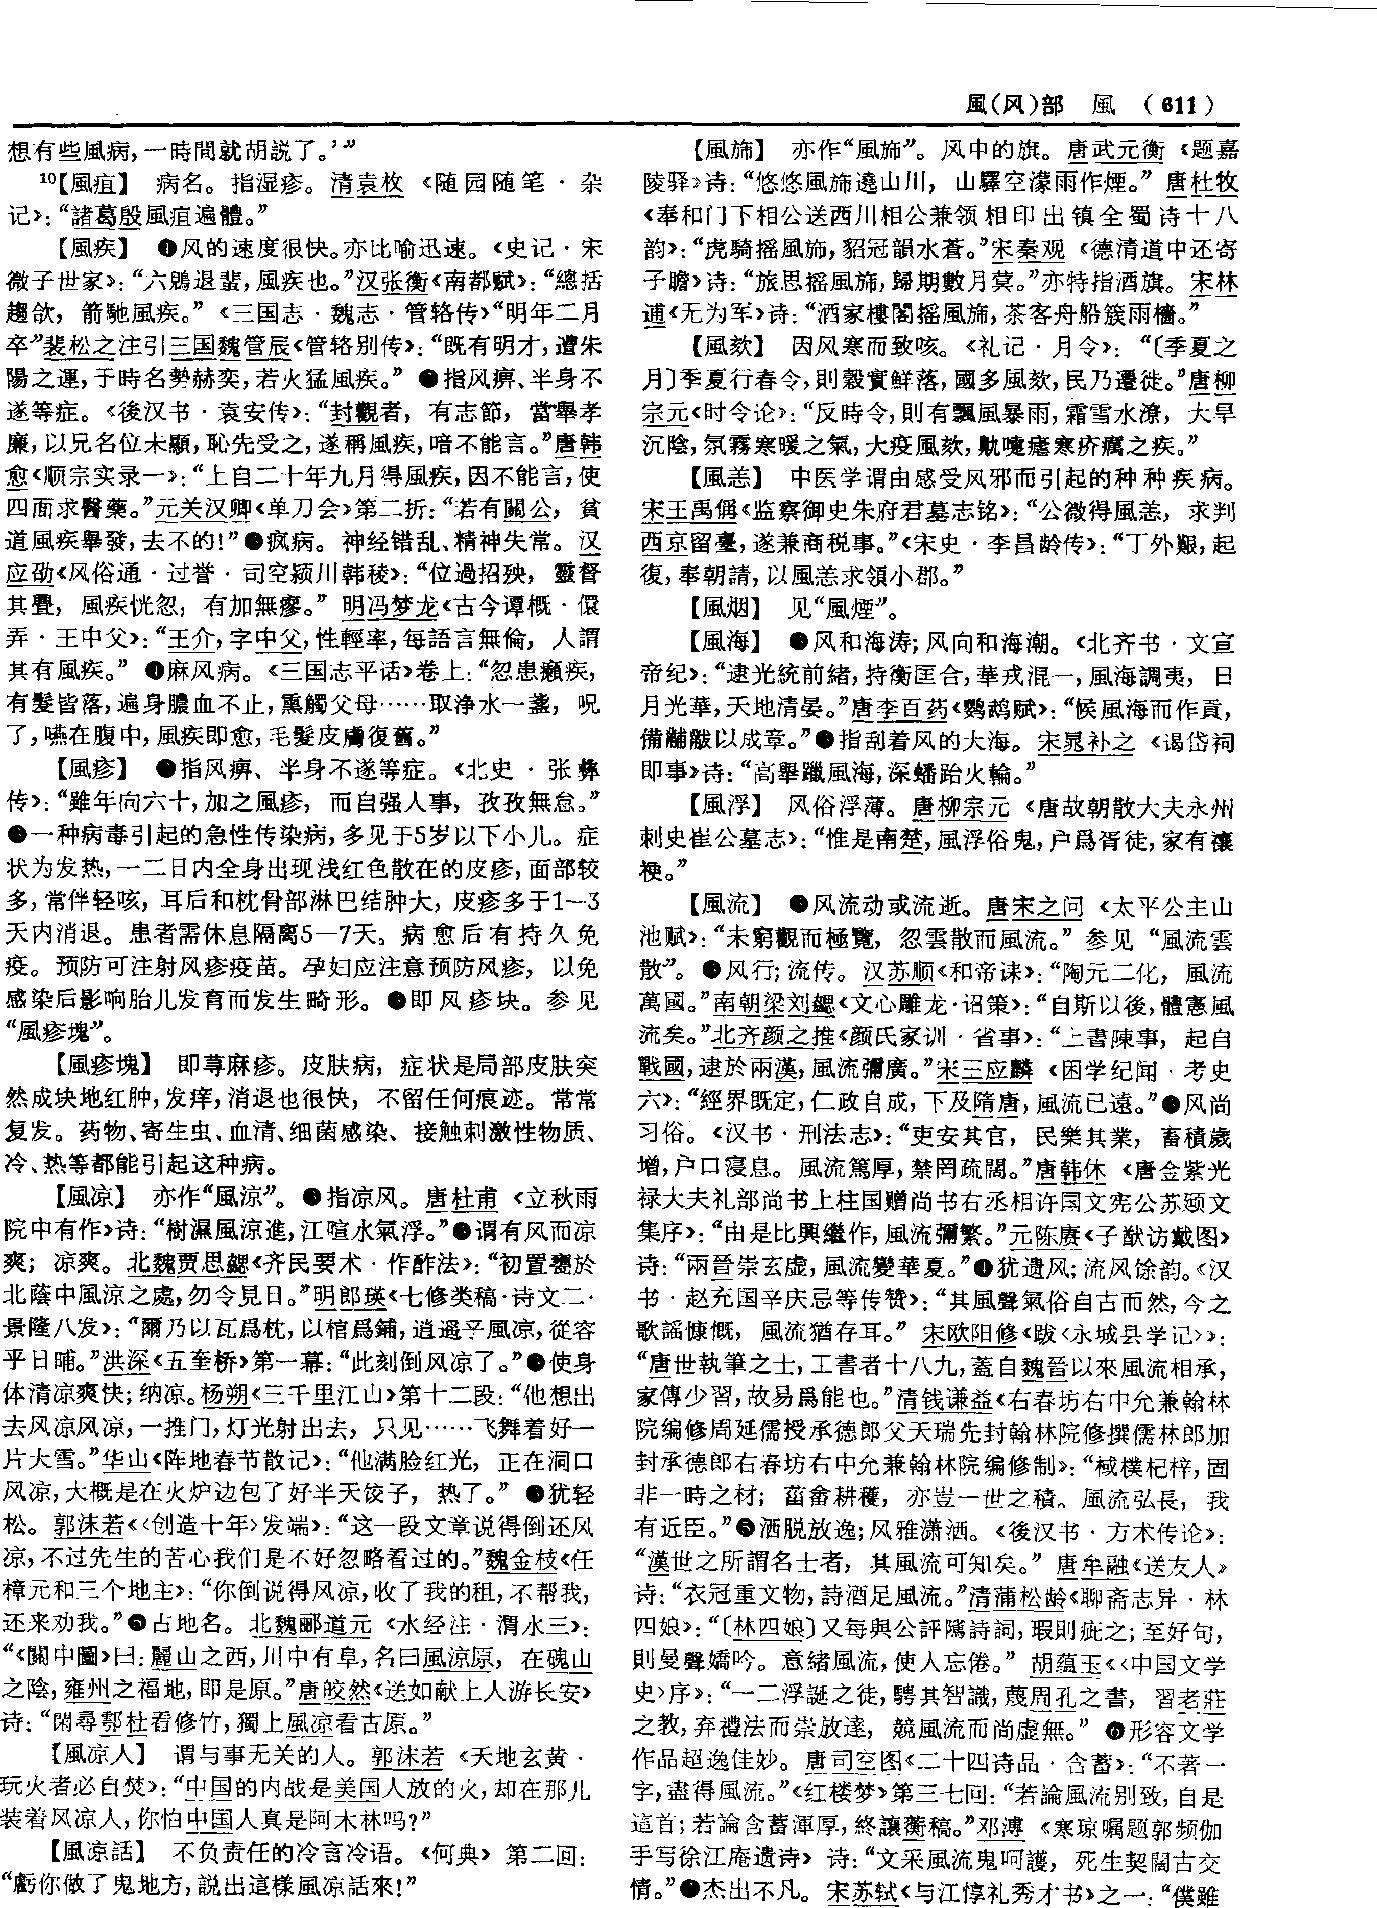 風(风)部　風　（611）
想有些風病，一時間就胡説了。’”
10【風疽】　病名。指湿疹。清袁枚《随园随笔·杂
记》：“諸葛殷風疽遍體。”
【風疾】　❶风的速度很快。亦比喻迅速。《史记·宋
微子世家》：“六鶂退蜚，風疾也。”汉张衡《南都赋》：“總括
趨欱，箭馳風疾。”《三国志·魏志·管辂传》“明年二月
卒”裴松之注引三国魏管辰《管辂别传》：“既有明才，遭朱
陽之運，于時名勢赫奕，若火猛風疾。”❷指风痹、半身不
遂等症。《後汉书·袁安传》：“封觀者，有志節，當舉孝
廉，以兄名位未顯，恥先受之，遂稱風疾，喑不能言。”唐韩
愈《顺宗实录一》：“上自二十年九月得風疾，因不能言，使
四面求醫藥。”元关汉卿《单刀会》第二折：“若有關公，貧
道風疾舉發，去不的！”❸疯病。神经错乱、精神失常。汉
应劭《风俗通·过誉·司空颍川韩稜》：“位過招殃，靈督
其舋，風疾恍忽，有加無瘳。”明冯梦龙《古今谭概·儇
弄·王中父》：“王介，字中父，性輕率，每語言無倫，人謂
其有風疾。”❹麻风病。《三国志平话》卷上：“忽患癩疾，
有髮皆落，遍身膿血不止，熏觸父母……取浄水一盞，呪
了，嚥在腹中，風疾即愈，毛髮皮膚復舊。”
【風疹】　❶指风痹、半身不遂等症。《北史·张彝
传》：“雖年向六十，加之風疹，而自强人事，孜孜無怠。”
❷一种病毒引起的急性传染病，多见于5岁以下小儿。症
状为发热，一二日内全身出现浅红色散在的皮疹，面部较
多，常伴轻咳，耳后和枕骨部淋巴结肿大，皮疹多于1—3
天内消退。患者需休息隔离5—7天。病愈后有持久免
疫。预防可注射风疹疫苗。孕妇应注意预防风疹，以免
感染后影响胎儿发育而发生畸形。❸即风疹块。参见
“風疹塊”。
【風疹塊】　即荨麻疹。皮肤病，症状是局部皮肤突
然成块地红肿，发痒，消退也很快，不留任何痕迹。常常
复发。药物、寄生虫、血清、细菌感染、接触刺激性物质、
冷、热等都能引起这种病。
【風凉】　亦作“風涼”。❶指凉风。唐杜甫《立秋雨
院中有作》诗：“樹濕風涼進，江喧水氣浮。”❷谓有风而凉
爽；凉爽。北魏贾思勰《齐民要术·作酢法》：“初置甕於
北蔭中風凉之處，勿令見日。”明郎瑛《七修类稿·诗文二·
景隆八发》：“爾乃以瓦爲枕，以棺爲鋪，逍遥乎風凉，從容
乎日晡。”洪深《五奎桥》第一幕：“此刻倒风凉了。”❸使身
体清凉爽快；纳凉。杨朔《三千里江山》第十二段：“他想出
去风凉风凉，一推门，灯光射出去，只见……飞舞着好一
片大雪。”华山《阵地春节散记》：“他满脸红光，正在洞口
风凉，大概是在火炉边包了好半天饺子，热了。”❹犹轻
松。郭沫若《〈创造十年〉发端》：“这一段文章说得倒还风
凉，不过先生的苦心我们是不好忽略看过的。”魏金枝《任
樟元和三个地主》：“你倒说得风凉，收了我的租，不帮我，
还来劝我。”❺占地名。北魏郦道元《水经注·渭水三》：
“《關中圖》曰：麗山之西，川中有阜，名曰風涼原，在磈山
之陰，雍州之福地，即是原。”唐皎然《送如献上人游长安》
诗：“閑尋鄠杜看修竹，獨上風凉看古原。”
【風凉人】　谓与事无关的人。郭沫若《天地玄黄·
玩火者必自焚》：“中国的内战是美国人放的火，却在那儿
装着风凉人，你怕中国人真是阿木林吗？”
【風凉話】　不负责任的冷言冷语。《何典》第二回：
“虧你做了鬼地方，説出這樣風凉話來！”
【風斾】　亦作“風旆”。风中的旗。唐武元衡《题嘉
陵驿》诗：“悠悠風斾遶山川，山驛空濛雨作煙。”唐杜牧
《奉和门下相公送西川相公兼领相印出镇全蜀诗十八
韵》：“虎騎摇風旆，貂冠韻水蒼。”宋秦观《德清道中还寄
子瞻》诗：“旅思摇風旆，歸期數月蓂。”亦特指酒旗。宋林
逋《无为军》诗：“酒家樓閣摇風旆，茶客舟船簇雨檣。”
【風欬】　因风寒而致咳。《礼记·月令》：“〔季夏之
月〕季夏行春令，則穀實鮮落，國多風欬，民乃遷徙。”唐柳
宗元《时令论》：“反時令，則有飄風暴雨，霜雪水潦，大旱
沉陰，氛霧寒暖之氣，大疫風欬，鼽嚏瘧寒疥癘之疾。”
【風恙】　中医学谓由感受风邪而引起的种种疾病。
宋王禹偁《监察御史朱府君墓志铭》：“公微得風恙，求判
西京留臺，遂兼商税事。”《宋史·李昌龄传》：“丁外艱，起
復，奉朝請，以風恙求領小郡。”
【風烟】　见“風煙”。
【風海】　❶风和海涛；风向和海潮。《北齐书·文宣
帝纪》：“逮光統前緒，持衡匡合，華戎混一，風海調夷，日
月光華，天地清晏。”唐李百药《鹦鹉赋》：“候風海而作貢，
備黼黻以成章。”❷指刮着风的大海。宋晁补之《谒岱祠
即事》诗：“高舉躡風海，深蟠跆火輪。”
【風浮】　风俗浮薄。唐柳宗元《唐故朝散大夫永州
刺史崔公墓志》：“惟是南楚，風浮俗鬼，户爲胥徒，家有禳
梗。”
【風流】　❶风流动或流逝。唐宋之问《太平公主山
池赋》：“未窮觀而極覽，忽雲散而風流。”参见“風流雲
散”。❷风行；流传。汉苏顺《和帝诔》：“陶元二化，風流
萬國。”南朝梁刘勰《文心雕龙·诏策》：“自斯以後，體憲風
流矣。”北齐颜之推《颜氏家训·省事》：“上書陳事，起自
戰國，逮於兩漢，風流彌廣。”宋王应麟《困学纪闻·考史
六》：“經界既定，仁政自成，下及隋唐，風流已遠。”❸风尚
习俗。《汉书·刑法志》：“吏安其官，民樂其業，畜積歲
增，户口寖息。風流篤厚，禁罔疏闊。”唐韩休《唐金紫光
禄大夫礼部尚书上柱国赠尚书右丞相许国文宪公苏颋文
集序》：“由是比興繼作，風流彌繁。”元陈赓《子猷访戴图》
诗：“兩晉崇玄虚，風流變華夏。”❹犹遗风；流风馀韵。《汉
书·赵充国辛庆忌等传赞》：“其風聲氣俗自古而然，今之
歌謡慷慨，風流猶存耳。”宋欧阳修《跋〈永城县学记〉》：
“唐世執筆之士，工書者十八九，蓋自魏晉以來風流相承，
家傳少習，故易爲能也。”清钱谦益《右春坊右中允兼翰林
院编修周延儒授承德郎父天瑞先封翰林院修撰儒林郎加
封承德郎右春坊右中允兼翰林院编修制》：“棫樸杞梓，固
非一時之材；菑畬耕穫，亦豈一世之積。風流弘長，我
有近臣。”❺洒脱放逸；风雅潇洒。《後汉书·方术传论》：
“漢世之所謂名士者，其風流可知矣。”唐牟融《送友人》
诗：“衣冠重文物，詩酒足風流。”清蒲松龄《聊斋志异·林
四娘》：“〔林四娘〕又每與公評隲詩詞，瑕則疵之；至好句，
則曼聲嬌吟。意緒風流，使人忘倦。”胡蕴玉《〈中国文学
史〉序》：“一二浮誕之徒，騁其智識，蔑周孔之書，習老莊
之教，弃禮法而崇放達，競風流而尚虚無。”❻形容文学
作品超逸佳妙。唐司空图《二十四诗品·含蓄》：“不著一
字，盡得風流。”《红楼梦》第三七回：“若論風流别致，自是
這首；若論含蓄渾厚，終讓蘅稿。”邓溥《寒琼嘱题郭频伽
手写徐江庵遗诗》诗：“文采風流鬼呵護，死生契闊古交
情。”❼杰出不凡。宋苏轼《与江惇礼秀才书》之一：“僕雖